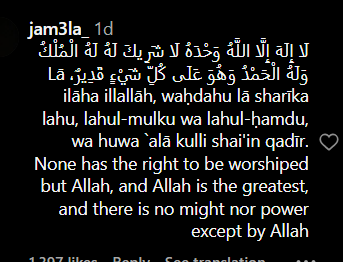 jam3la_ 1d
لَا إِلَهَ إِلَّا اللَّهُ وَحْدَهُ لَا شَرِيكَ لَهُ لَهُ الْمُلْكُ
وَلَهُ الْحَمْدُ وَهُوَ عَلَى كُلِّ شَيْءٍ قَدِيرٌ، مَا
ilāha illallāh, waḥdahu lā sharīka
lahu, lahul-mulku wa lahul-ḥamdu,
wa huwa `alā kulli shai'in qadīr.
None has the right to be worshiped
but Allah, and Allah is the greatest,
and there is no might nor power
except by Allah
1,297 likes Reply See translation